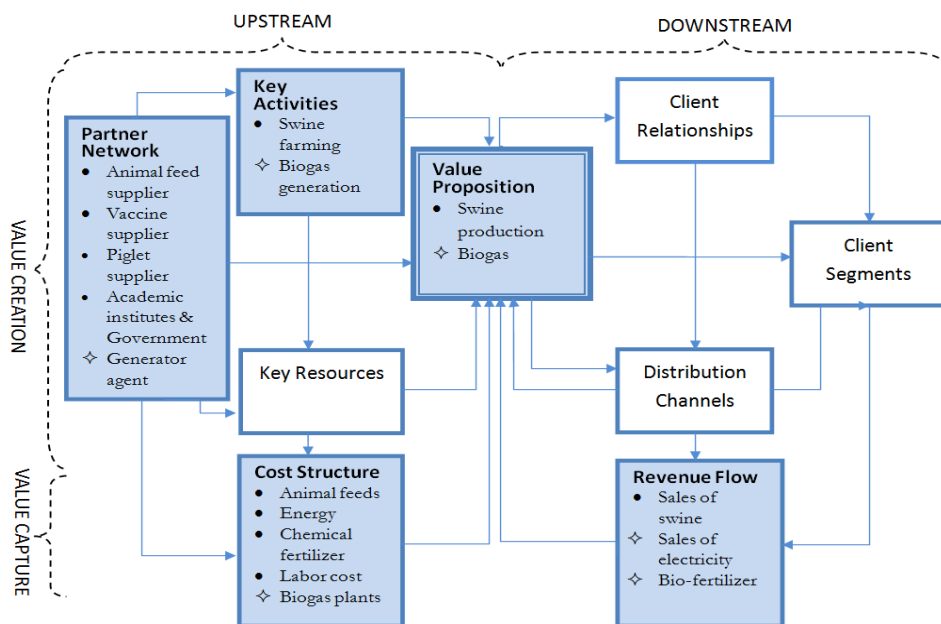 UPSTREAM
DOWNSTREAM
VALUE CREATION
VALUE CAPTURE
Partner
Network
• Animal feed
supplier
• Vaccine
supplier
• Piglet
supplier
• Academic
institutes &
Government
✧ Generator
agent
Key
Activities
• Swine
farming
✧ Biogas
generation
Key Resources
Cost Structure
• Animal feeds
• Energy
• Chemical
fertilizer
• Labor cost
✧ Biogas plants
Value
Proposition
• Swine
production
✧ Biogas
Client
Relationships
Distribution
Channels
Revenue Flow
• Sales of
swine
✧ Sales of
electricity
✧ Bio-fertilizer
Client
Segments